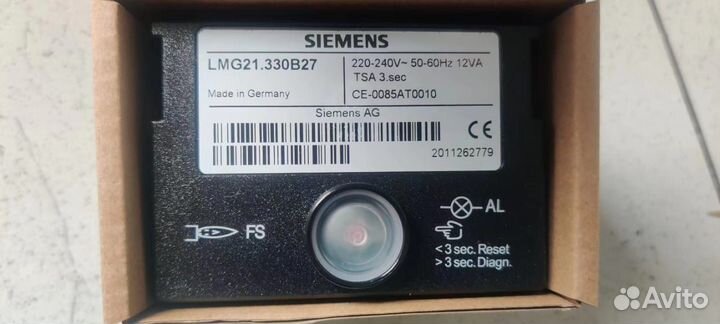 SIEMENS
LMG21.330B27
220-240V~ 50-60Hz 12VA
TSA 3.sec
Made in Germany
CE-0085AT0010
Siemens AG
CE
2011262779
FS
AL
< 3 sec. Reset
> 3 sec. Diagn.
Avito